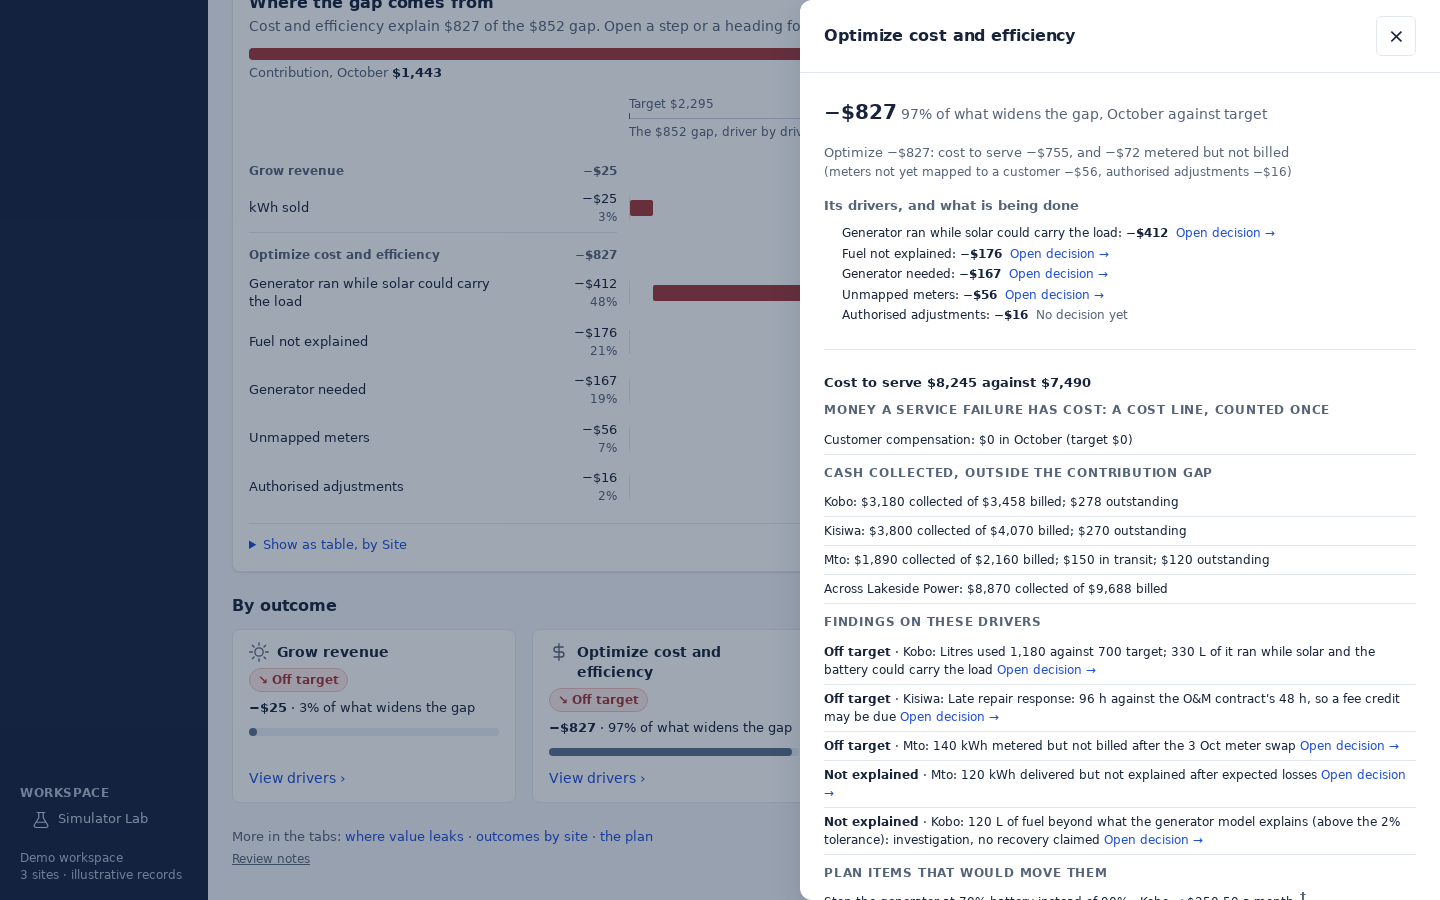 Where the gap comes from
Cost and efficiency explain $827 of the $852 gap. Open a step or a heading fo
Contribution, October $1,443
Target $2,295
The $852 gap, driver by driv
Grow revenue −$25
kWh sold −$25
3%
Optimize cost and efficiency −$827
Generator ran while solar could carry −$412
the load 48%
Fuel not explained −$176
21%
Generator needed −$167
19%
Unmapped meters −$56
7%
Authorised adjustments −$16
2%
▶ Show as table, by Site
By outcome
Grow revenue
↘ Off target
−$25 · 3% of what widens the gap
View drivers ›
Optimize cost and
efficiency
↘ Off target
−$827 · 97% of what widens the gap
View drivers ›
More in the tabs: where value leaks · outcomes by site · the plan
Review notes
WORKSPACE
Simulator Lab
Demo workspace
3 sites · illustrative records
Optimize cost and efficiency
×
−$827 97% of what widens the gap, October against target
Optimize −$827: cost to serve −$755, and −$72 metered but not billed
(meters not yet mapped to a customer −$56, authorised adjustments −$16)
Its drivers, and what is being done
Generator ran while solar could carry the load: −$412 Open decision →
Fuel not explained: −$176 Open decision →
Generator needed: −$167 Open decision →
Unmapped meters: −$56 Open decision →
Authorised adjustments: −$16 No decision yet
Cost to serve $8,245 against $7,490
MONEY A SERVICE FAILURE HAS COST: A COST LINE, COUNTED ONCE
Customer compensation: $0 in October (target $0)
CASH COLLECTED, OUTSIDE THE CONTRIBUTION GAP
Kobo: $3,180 collected of $3,458 billed; $278 outstanding
Kisiwa: $3,800 collected of $4,070 billed; $270 outstanding
Mto: $1,890 collected of $2,160 billed; $150 in transit; $120 outstanding
Across Lakeside Power: $8,870 collected of $9,688 billed
FINDINGS ON THESE DRIVERS
Off target · Kobo: Litres used 1,180 against 700 target; 330 L of it ran while solar and the
battery could carry the load Open decision →
Off target · Kisiwa: Late repair response: 96 h against the O&M contract's 48 h, so a fee credit
may be due Open decision →
Off target · Mto: 140 kWh metered but not billed after the 3 Oct meter swap Open decision →
Not explained · Mto: 120 kWh delivered but not explained after expected losses Open decision
→
Not explained · Kobo: 120 L of fuel beyond what the generator model explains (above the 2%
tolerance): investigation, no recovery claimed Open decision →
PLAN ITEMS THAT WOULD MOVE THEM